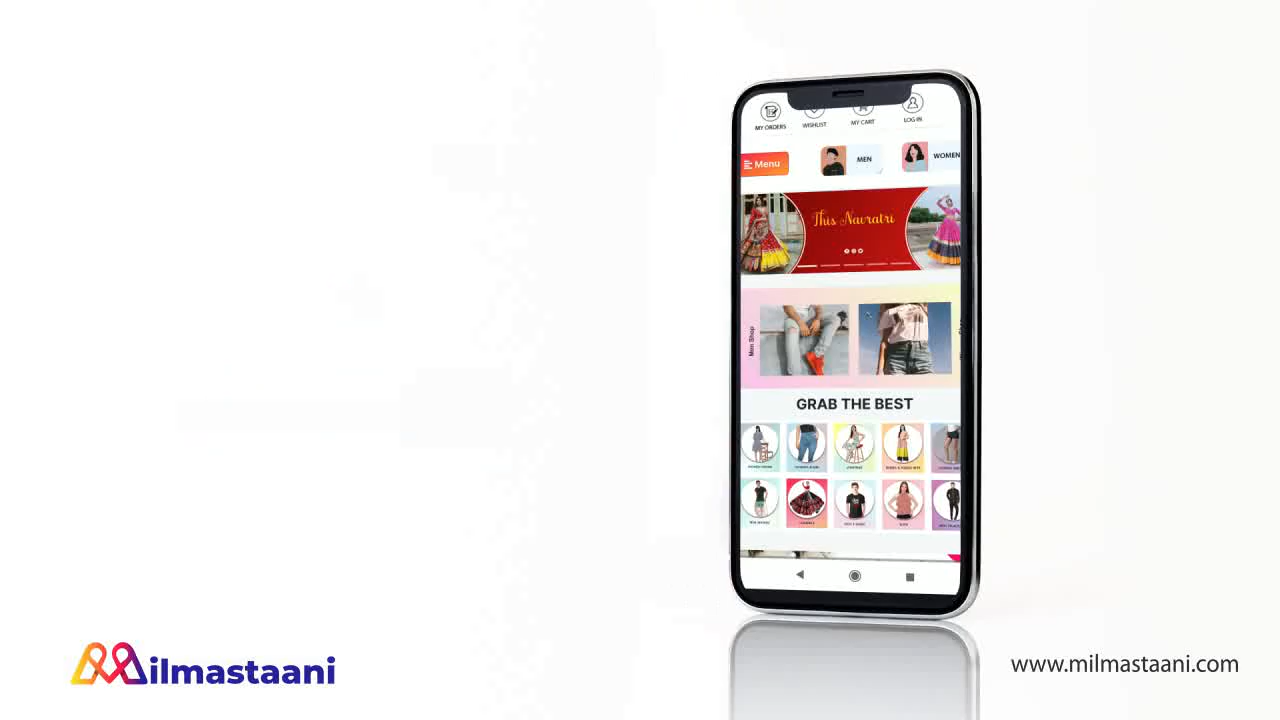 MY ORDERS
WISHLIST
MY CART
LOG IN
Menu
MEN
WOMEN
This Navratri
Men Shop
GRAB THE BEST
Milmastaani
www.milmastaani.com